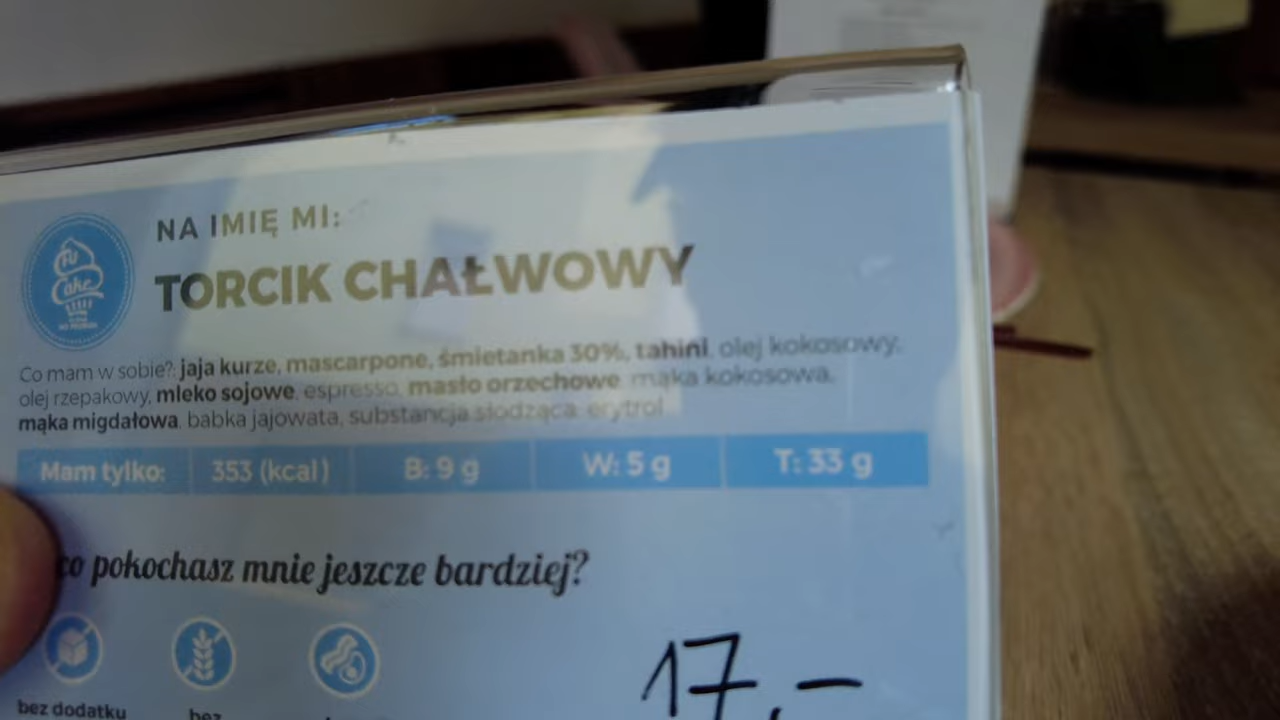 NA IMIĘ MI:
TORCIK CHAŁWOWY
Fit
Cake
Co mam w sobie?: jaja kurze, mascarpone, śmietanka 30%, tahini, olej kokosowy,
olej rzepakowy, mleko sojowe, espresso, masło orzechowe, mąka kokosowa,
mąka migdałowa, babka jajowata, substancja słodząca: erytrol
Mam tylko: 353 (kcal) B: 9 g W: 5 g T: 33 g
co pokochasz mnie jeszcze bardziej?
17,-
bez dodatku bez